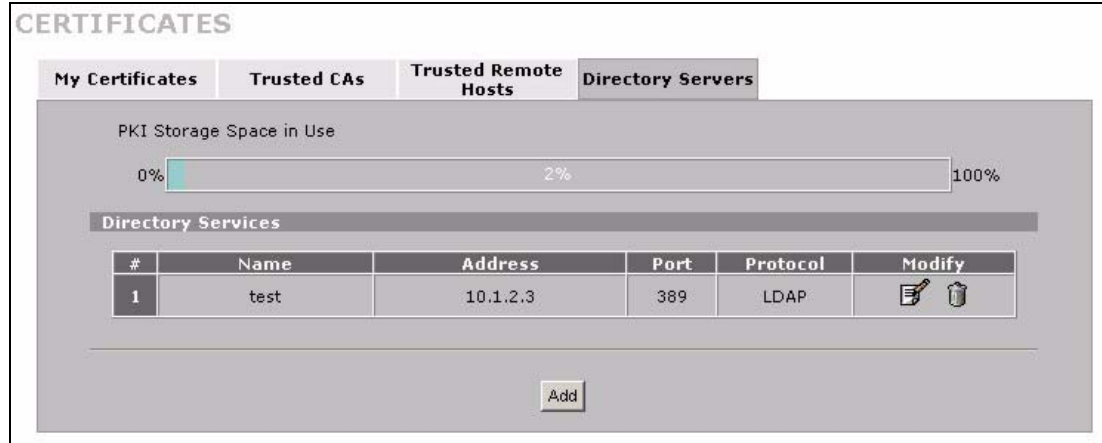 CERTIFICATES
My Certificates
Trusted CAs
Trusted Remote
Hosts
Directory Servers
PKI Storage Space in Use
0% 2% 100%
Directory Services
# Name Address Port Protocol Modify
1 test 10.1.2.3 389 LDAP
Add